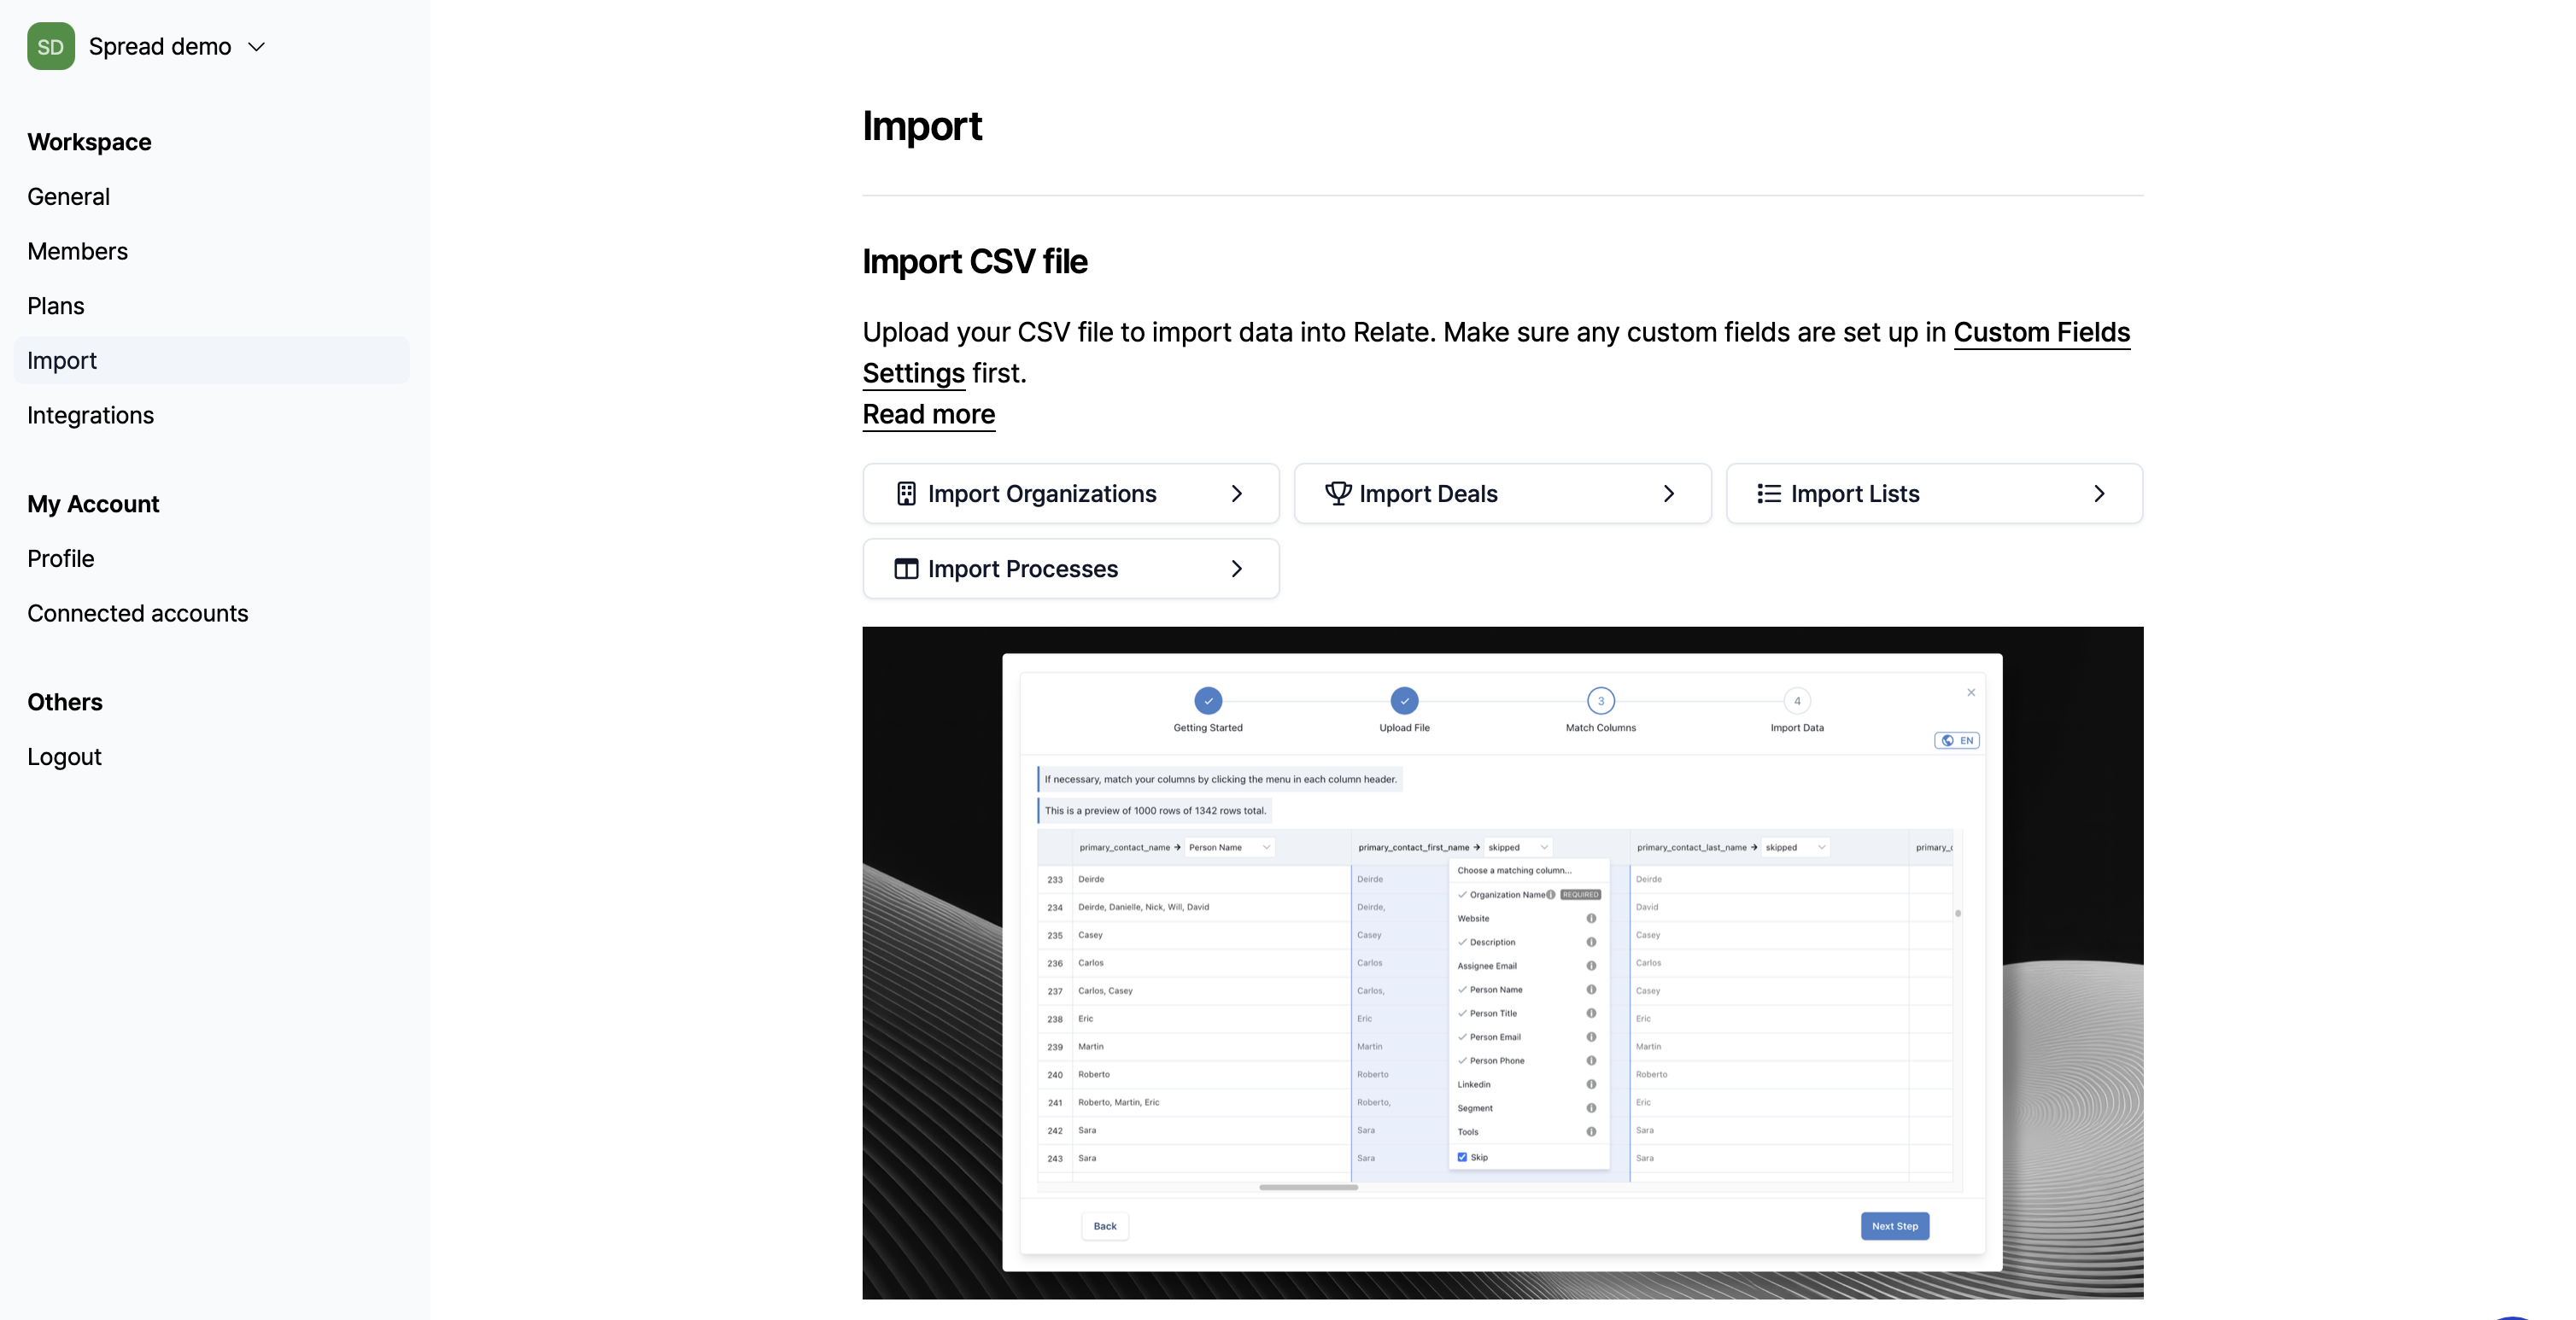 SD Spread demo
Workspace
General
Members
Plans
Import
Integrations
My Account
Profile
Connected accounts
Others
Logout
Import
Import CSV file
Upload your CSV file to import data into Relate. Make sure any custom fields are set up in Custom Fields
Settings first.
Read more
Import Organizations
Import Deals
Import Lists
Import Processes
3
4
Getting Started
Upload File
Match Columns
Import Data
EN
If necessary, match your columns by clicking the menu in each column header.
This is a preview of 1000 rows of 1342 rows total.
primary_contact_name → Person Name
primary_contact_first_name → skipped
primary_contact_last_name → skipped
primary_c
233 Deirde Deirde Deirde
234 Deirde, Danielle, Nick, Will, David Deirde, David
235 Casey Casey Casey
236 Carlos Carlos Carlos
237 Carlos, Casey Carlos, Casey
238 Eric Eric Eric
239 Martin Martin Martin
240 Roberto Roberto Roberto
241 Roberto, Martin, Eric Roberto, Eric
242 Sara Sara Sara
243 Sara Sara Sara
Choose a matching column...
Organization Name REQUIRED
Website
Description
Assignee Email
Person Name
Person Title
Person Email
Person Phone
Linkedin
Segment
Tools
Skip
Back
Next Step